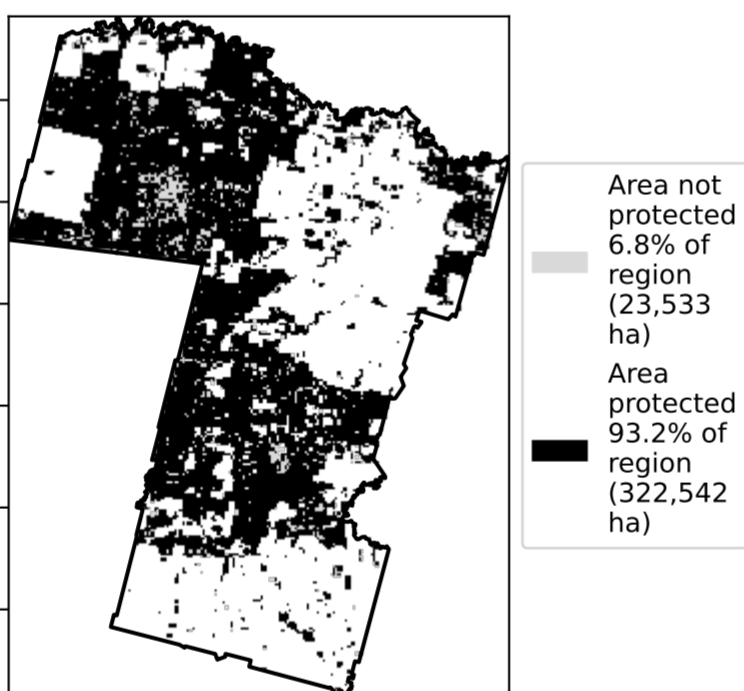 Area not
protected
6.8% of
region
(23,533
ha)
Area
protected
93.2% of
region
(322,542
ha)